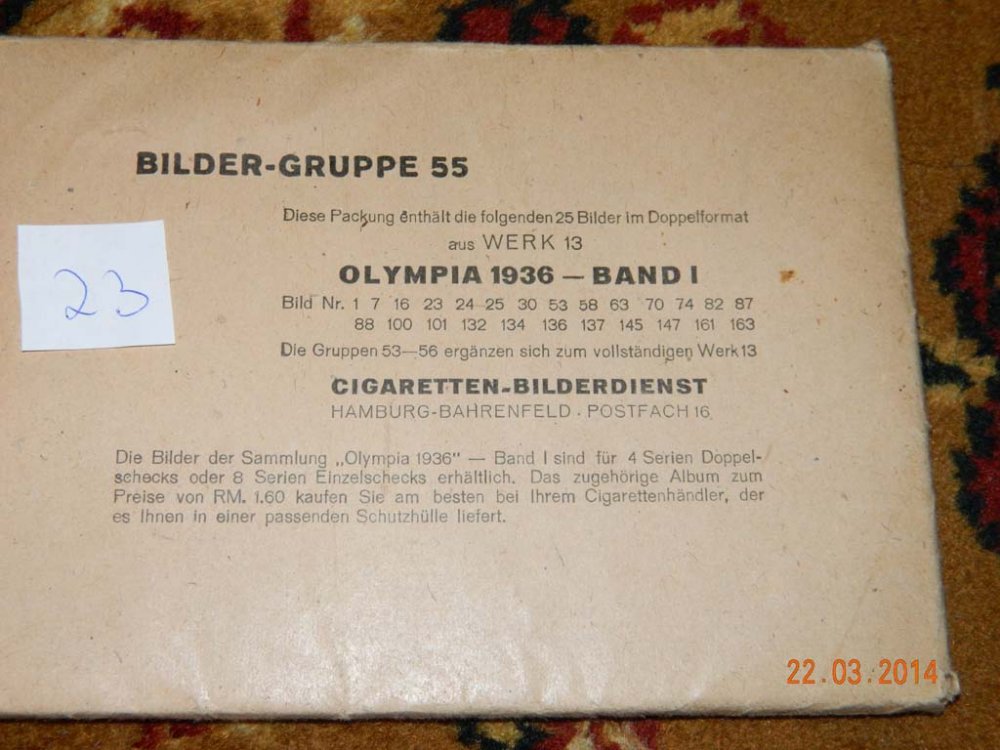 BILDER-GRUPPE 55
Diese Packung enthält die folgenden 25 Bilder im Doppelformat
aus WERK 13
OLYMPIA 1936 — BAND I
Bild Nr. 1 7 16 23 24 25 30 53 58 63 70 74 82 87
88 100 101 132 134 136 137 145 147 161 163
Die Gruppen 53—56 ergänzen sich zum vollständigen Werk 13
CIGARETTEN-BILDERDIENST
HAMBURG-BAHRENFELD · POSTFACH 16
Die Bilder der Sammlung „Olympia 1936" — Band I sind für 4 Serien Doppel-
schecks oder 8 Serien Einzelschecks erhältlich. Das zugehörige Album zum
Preise von RM. 1.60 kaufen Sie am besten bei Ihrem Cigarettenhändler, der
es Ihnen in einer passenden Schutzhülle liefert.
23
22.03.2014